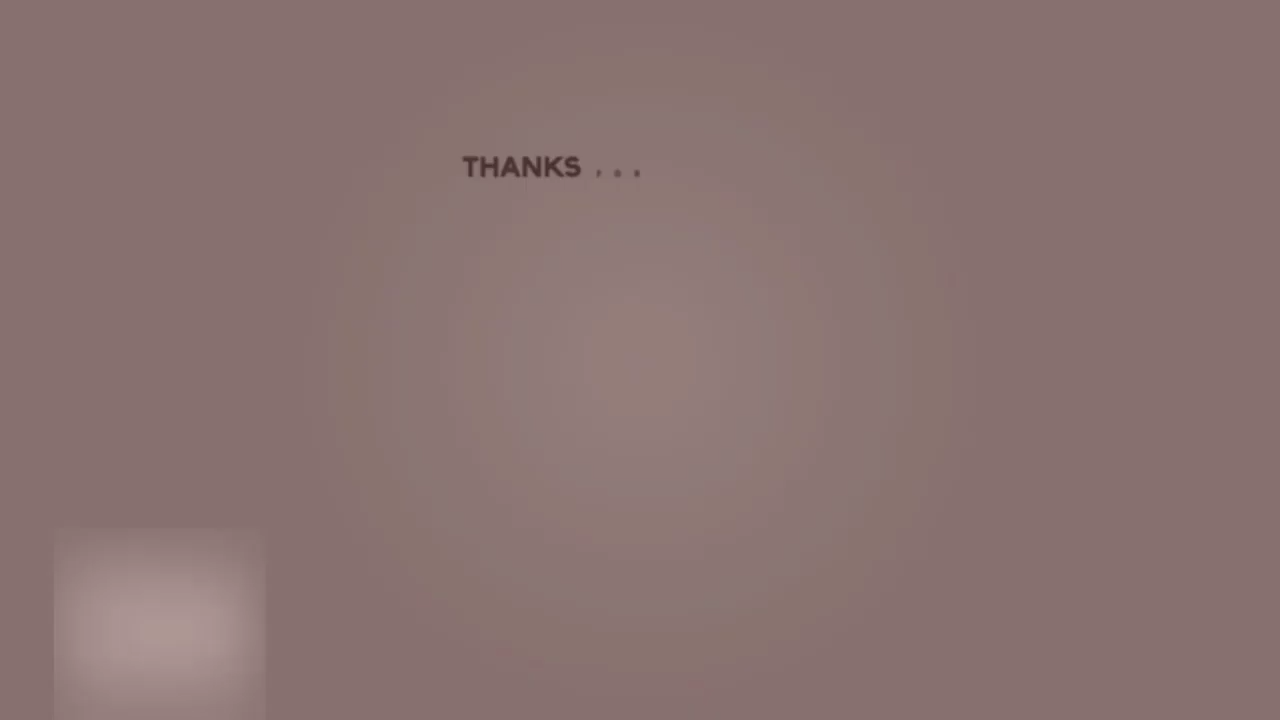 THANKS . . .